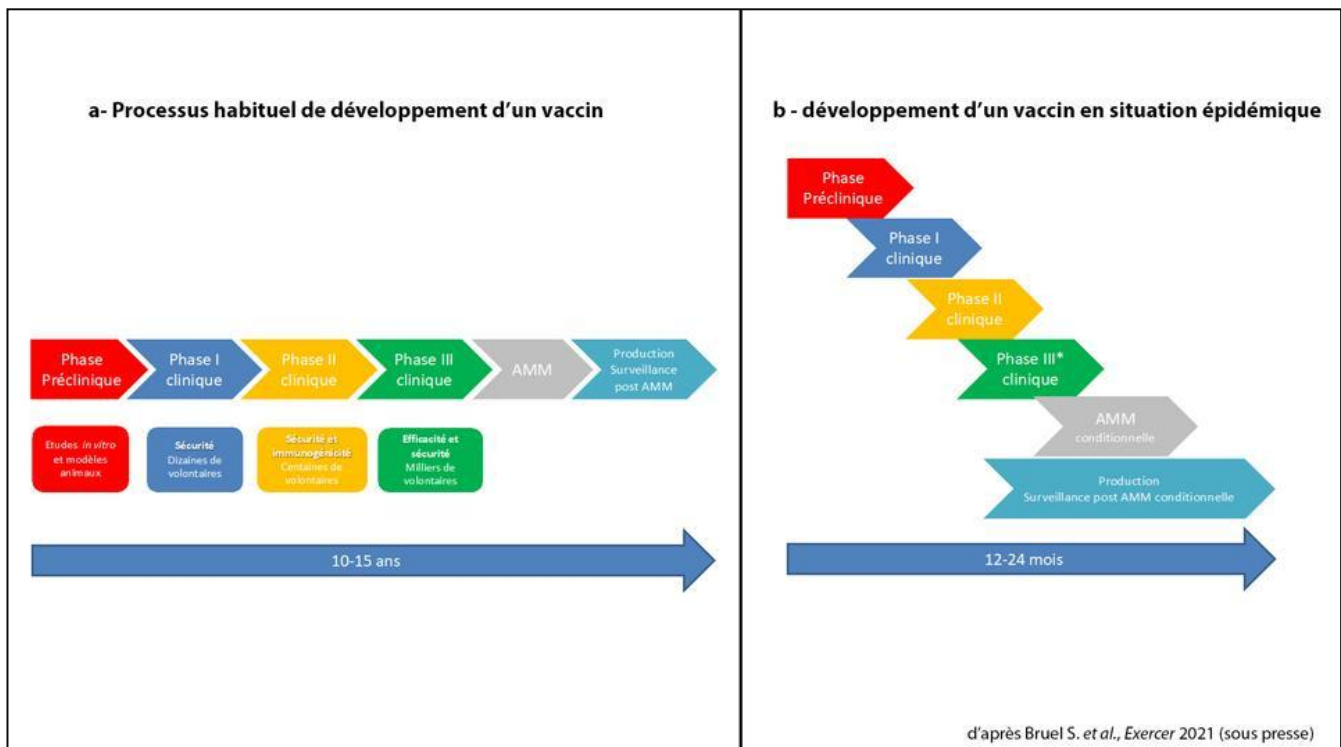 a- Processus habituel de développement d'un vaccin
Phase
Préclinique
Phase I
clinique
Phase II
clinique
Phase III
clinique
AMM
Production
Surveillance
post AMM
Etudes in vitro
et modèles
animaux
Sécurité
Dizaines de
volontaires
Sécurité et
immunogénicité
Centaines de
volontaires
Efficacité et
sécurité
Milliers de
volontaires
10-15 ans
b - développement d'un vaccin en situation épidémique
Phase
Préclinique
Phase I
clinique
Phase II
clinique
Phase III*
clinique
AMM
conditionnelle
Production
Surveillance post AMM conditionnelle
12-24 mois
d'après Bruel S. et al., Exercer 2021 (sous presse)